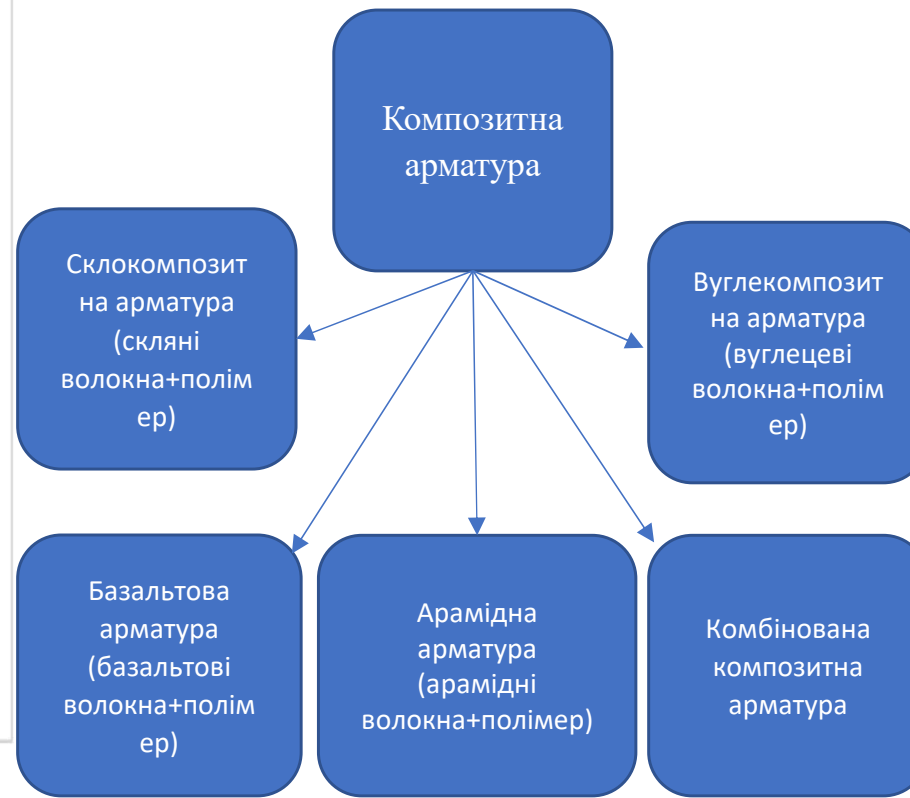 Композитна
арматура
Склокомпозит
на арматура
(скляні
волокна+полім
ер)
Вуглекомпозит
на арматура
(вуглецеві
волокна+полім
ер)
Базальтова
арматура
(базальтові
волокна+полім
ер)
Арамідна
арматура
(арамідні
волокна+полімер)
Комбінована
композитна
арматура